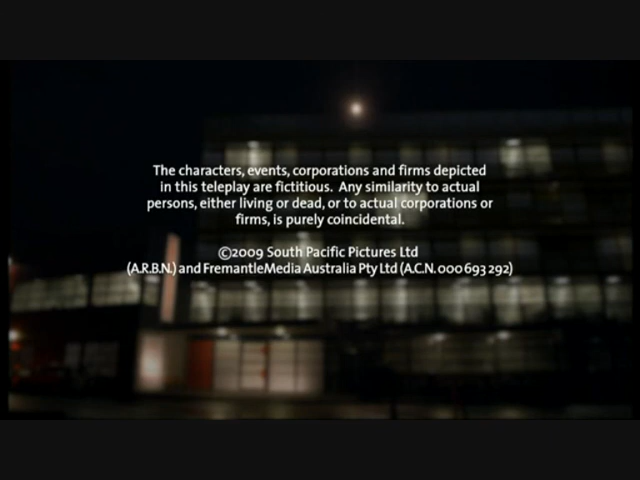 The characters, events, corporations and firms depicted
in this teleplay are fictitious.  Any similarity to actual
persons, either living or dead, or to actual corporations or
firms, is purely coincidental.
©2009 South Pacific Pictures Ltd
(A.R.B.N.) and FremantleMedia Australia Pty Ltd (A.C.N. 000 693 292)